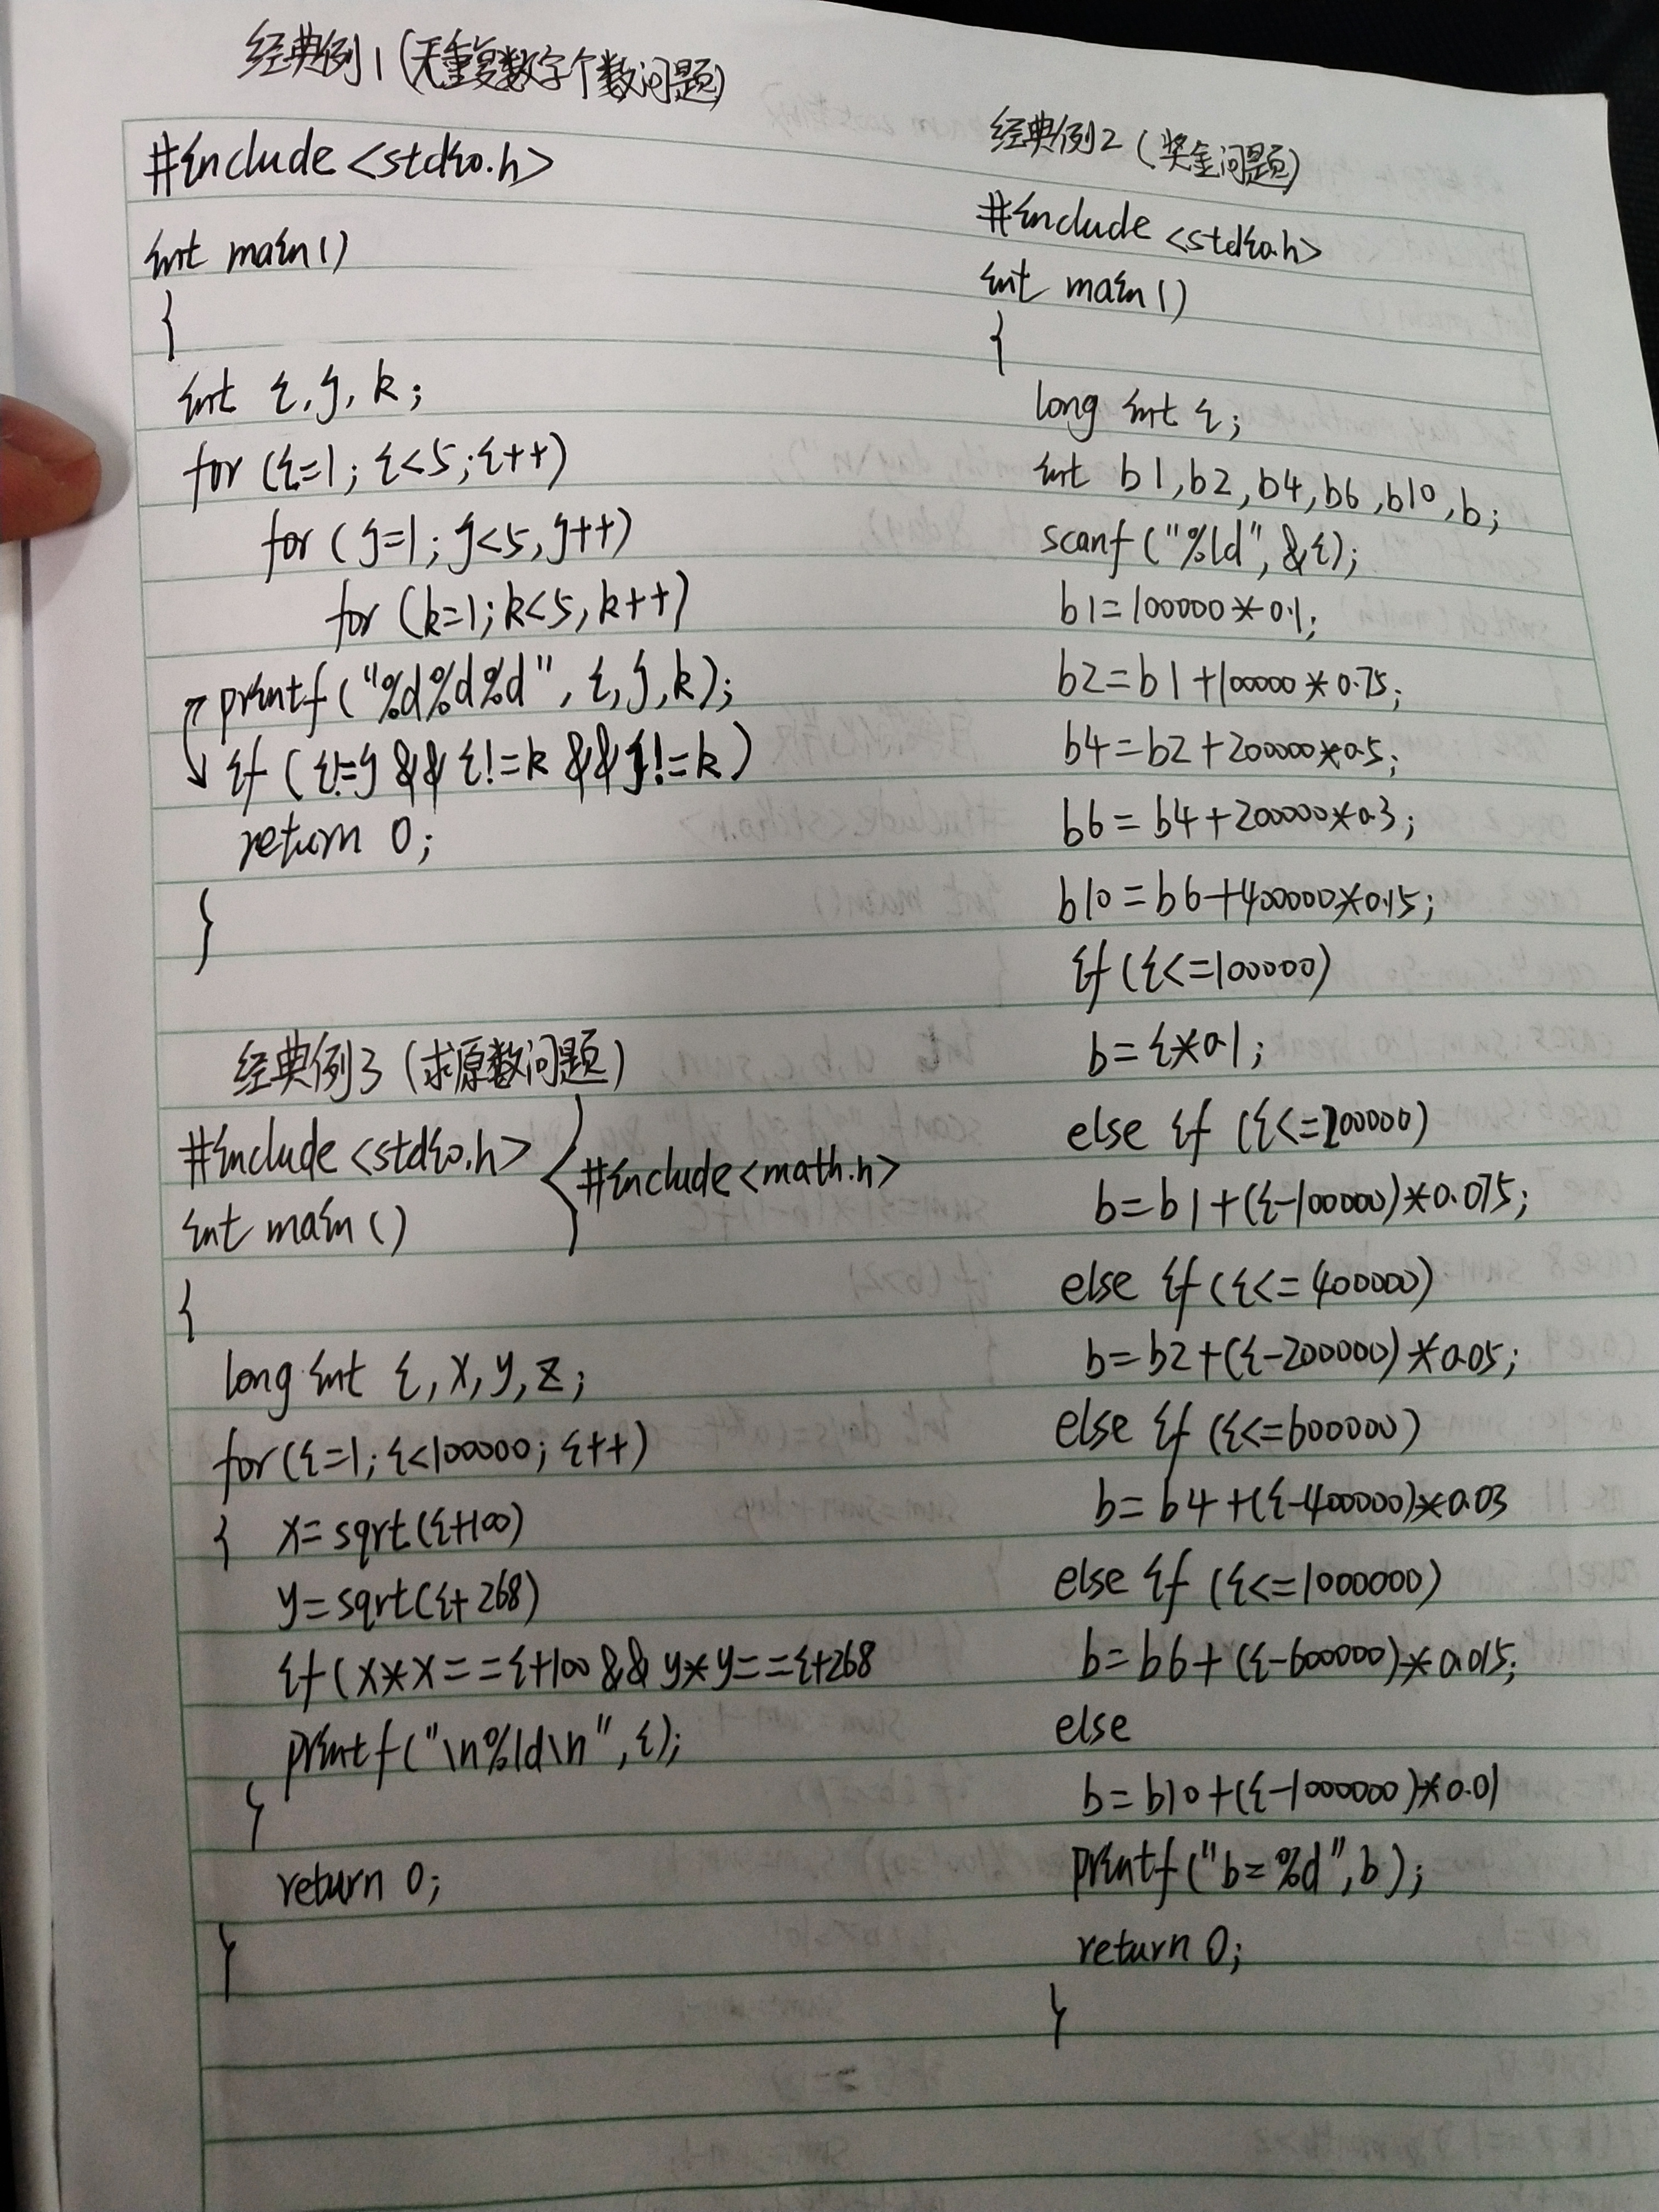 经典例1(无重复数字个数问题)
#include <stdio.h>
int main()
{
int i,j,k;
for (i=1; i<5;i++)
for (j=1; j<5,j++)
for (k=1;k<5,k++)
printf("%d%d%d", i,j,k);
if (i!=j && i!=k && j!=k)
return 0;
}
经典例3(求原数问题)
#include <stdio.h>
#include<math.h>
int main()
{
long int i,x,y,z;
for(i=1; i<100000; i++)
{ x=sqrt(i+100)
y=sqrt(i+268)
if(x*x==i+100&&y*y==i+268
printf("\n%ld\n",i);
}
return 0;
}
经典例2(奖金问题)
#include <stdio.h>
int main()
{
long int i;
int b1,b2,b4,b6,b10,b;
scanf("%ld",&i);
b1=100000*0.1;
b2=b1+100000*0.75;
b4=b2+200000*0.5;
b6=b4+200000*0.3;
b10=b6+400000*0.15;
if(i<=100000)
b=i*0.1;
else if (i<=200000)
b=b1+(i-100000)*0.075;
else if (i<=400000)
b=b2+(i-200000)*0.05;
else if (i<=600000)
b=b4+(i-400000)*0.03
else if (i<=1000000)
b=b6+(i-600000)*0.015;
else
b=b10+(i-1000000)*0.01
printf("b=%d",b);
return 0;
}